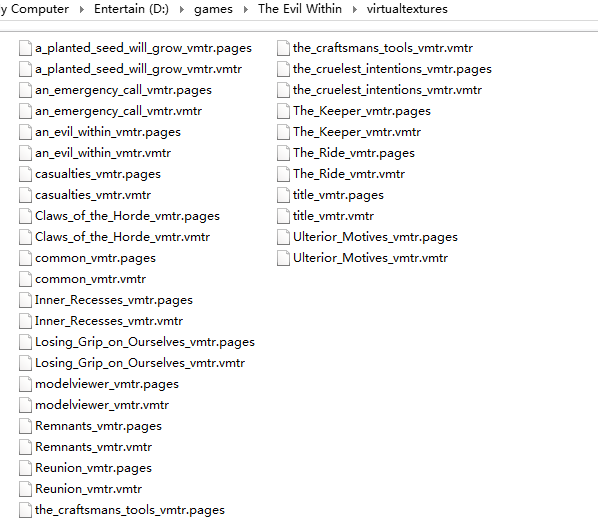 y Computer Entertain (D:) games The Evil Within virtualtextures
a_planted_seed_will_grow_vmtr.pages
a_planted_seed_will_grow_vmtr.vmtr
an_emergency_call_vmtr.pages
an_emergency_call_vmtr.vmtr
an_evil_within_vmtr.pages
an_evil_within_vmtr.vmtr
casualties_vmtr.pages
casualties_vmtr.vmtr
Claws_of_the_Horde_vmtr.pages
Claws_of_the_Horde_vmtr.vmtr
common_vmtr.pages
common_vmtr.vmtr
Inner_Recesses_vmtr.pages
Inner_Recesses_vmtr.vmtr
Losing_Grip_on_Ourselves_vmtr.pages
Losing_Grip_on_Ourselves_vmtr.vmtr
modelviewer_vmtr.pages
modelviewer_vmtr.vmtr
Remnants_vmtr.pages
Remnants_vmtr.vmtr
Reunion_vmtr.pages
Reunion_vmtr.vmtr
the_craftsmans_tools_vmtr.pages
the_craftsmans_tools_vmtr.vmtr
the_cruelest_intentions_vmtr.pages
the_cruelest_intentions_vmtr.vmtr
The_Keeper_vmtr.pages
The_Keeper_vmtr.vmtr
The_Ride_vmtr.pages
The_Ride_vmtr.vmtr
title_vmtr.pages
title_vmtr.vmtr
Ulterior_Motives_vmtr.pages
Ulterior_Motives_vmtr.vmtr